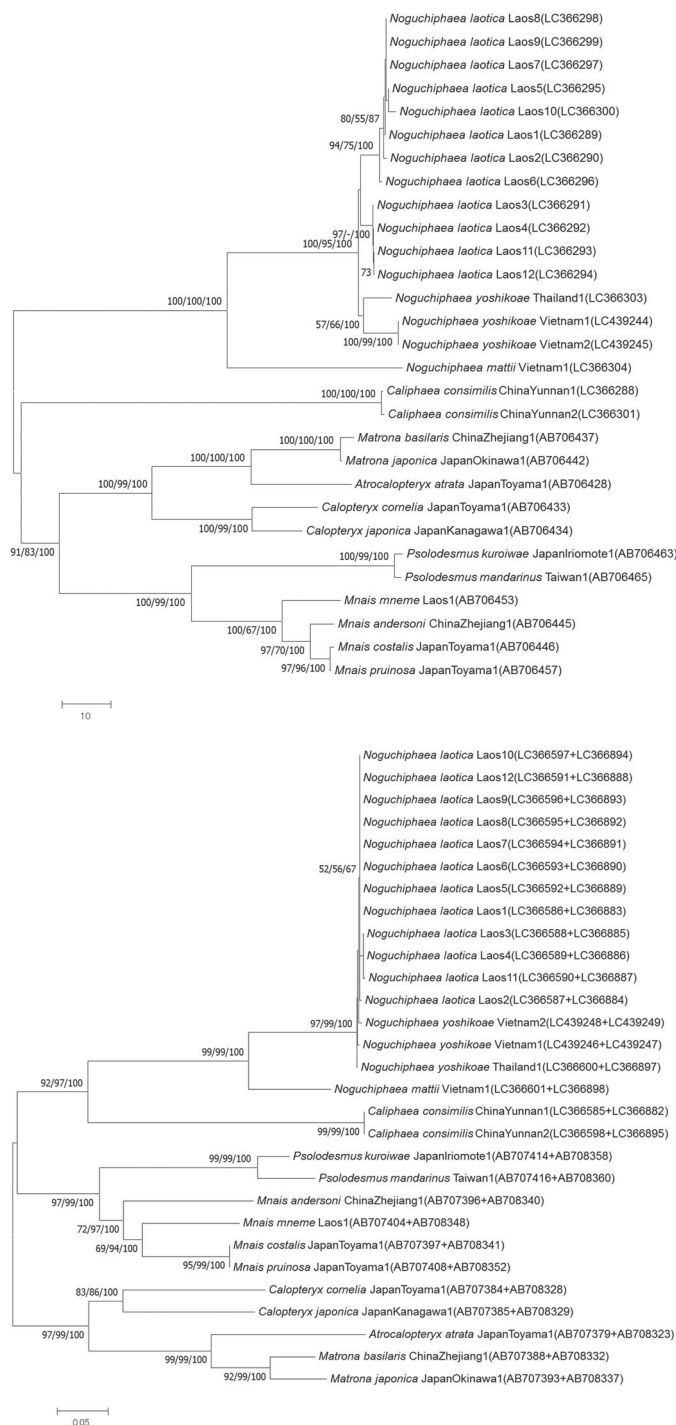 Noguchiphaea laotica Laos8(LC366298)
Noguchiphaea laotica Laos9(LC366299)
Noguchiphaea laotica Laos7(LC366297)
Noguchiphaea laotica Laos5(LC366295)
Noguchiphaea laotica Laos10(LC366300)
80/55/87
Noguchiphaea laotica Laos1(LC366289)
94/75/100
Noguchiphaea laotica Laos2(LC366290)
Noguchiphaea laotica Laos6(LC366296)
Noguchiphaea laotica Laos3(LC366291)
Noguchiphaea laotica Laos4(LC366292)
97/-/100
100/95/100
Noguchiphaea laotica Laos11(LC366293)
73
Noguchiphaea laotica Laos12(LC366294)
100/100/100
Noguchiphaea yoshikoae Thailand1(LC366303)
57/66/100
Noguchiphaea yoshikoae Vietnam1(LC439244)
100/99/100
Noguchiphaea yoshikoae Vietnam2(LC439245)
Noguchiphaea mattii Vietnam1(LC366304)
100/100/100
Caliphaea consimilis ChinaYunnan1(LC366288)
Caliphaea consimilis ChinaYunnan2(LC366301)
100/100/100
Matrona basilaris ChinaZhejiang1(AB706437)
100/100/100
Matrona japonica JapanOkinawa1(AB706442)
100/99/100
Atrocalopteryx atrata JapanToyama1(AB706428)
Calopteryx cornelia JapanToyama1(AB706433)
100/99/100
Calopteryx japonica JapanKanagawa1(AB706434)
91/83/100
100/99/100
Psolodesmus kuroiwae JapanIriomote1(AB706463)
Psolodesmus mandarinus Taiwan1(AB706465)
100/99/100
Mnais mneme Laos1(AB706453)
100/67/100
Mnais andersoni ChinaZhejiang1(AB706445)
97/70/100
Mnais costalis JapanToyama1(AB706446)
97/96/100
Mnais pruinosa JapanToyama1(AB706457)
10
Noguchiphaea laotica Laos10(LC366597+LC366894)
Noguchiphaea laotica Laos12(LC366591+LC366888)
Noguchiphaea laotica Laos9(LC366596+LC366893)
Noguchiphaea laotica Laos8(LC366595+LC366892)
Noguchiphaea laotica Laos7(LC366594+LC366891)
52/56/67
Noguchiphaea laotica Laos6(LC366593+LC366890)
Noguchiphaea laotica Laos5(LC366592+LC366889)
Noguchiphaea laotica Laos1(LC366586+LC366883)
Noguchiphaea laotica Laos3(LC366588+LC366885)
Noguchiphaea laotica Laos4(LC366589+LC366886)
Noguchiphaea laotica Laos11(LC366590+LC366887)
Noguchiphaea laotica Laos2(LC366587+LC366884)
97/99/100
Noguchiphaea yoshikoae Vietnam2(LC439248+LC439249)
Noguchiphaea yoshikoae Vietnam1(LC439246+LC439247)
99/99/100
Noguchiphaea yoshikoae Thailand1(LC366600+LC366897)
92/97/100
Noguchiphaea mattii Vietnam1(LC366601+LC366898)
Caliphaea consimilis ChinaYunnan1(LC366585+LC366882)
99/99/100
Caliphaea consimilis ChinaYunnan2(LC366598+LC366895)
99/99/100
Psolodesmus kuroiwae JapanIriomote1(AB707414+AB708358)
Psolodesmus mandarinus Taiwan1(AB707416+AB708360)
97/99/100
Mnais andersoni ChinaZhejiang1(AB707396+AB708340)
72/97/100
Mnais mneme Laos1(AB707404+AB708348)
69/94/100
Mnais costalis JapanToyama1(AB707397+AB708341)
95/99/100
Mnais pruinosa JapanToyama1(AB707408+AB708352)
83/86/100
Calopteryx cornelia JapanToyama1(AB707384+AB708328)
Calopteryx japonica JapanKanagawa1(AB707385+AB708329)
97/99/100
Atrocalopteryx atrata JapanToyama1(AB707379+AB708323)
99/99/100
Matrona basilaris ChinaZhejiang1(AB707388+AB708332)
92/99/100
Matrona japonica JapanOkinawa1(AB707393+AB708337)
0.05